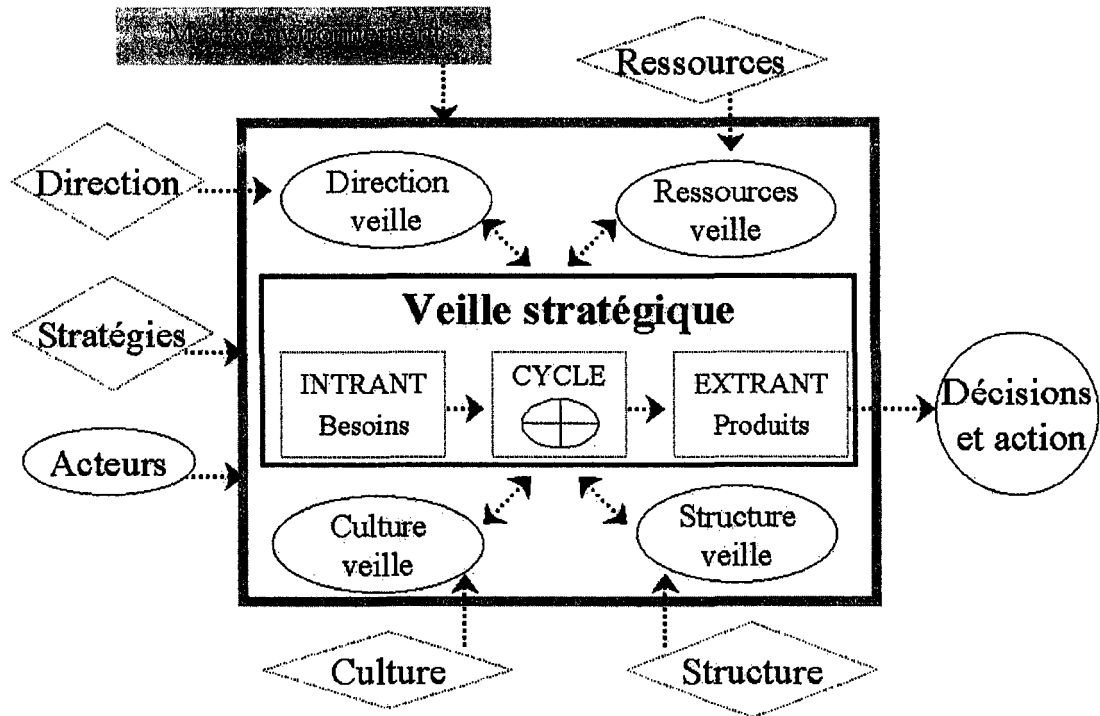 Macroenvironnement
Ressources
Direction
Direction
veille
Ressources
veille
Stratégies
Veille stratégique
INTRANT
Besoins
CYCLE
EXTRANT
Produits
Décisions
et action
Acteurs
Culture
veille
Structure
veille
Culture
Structure